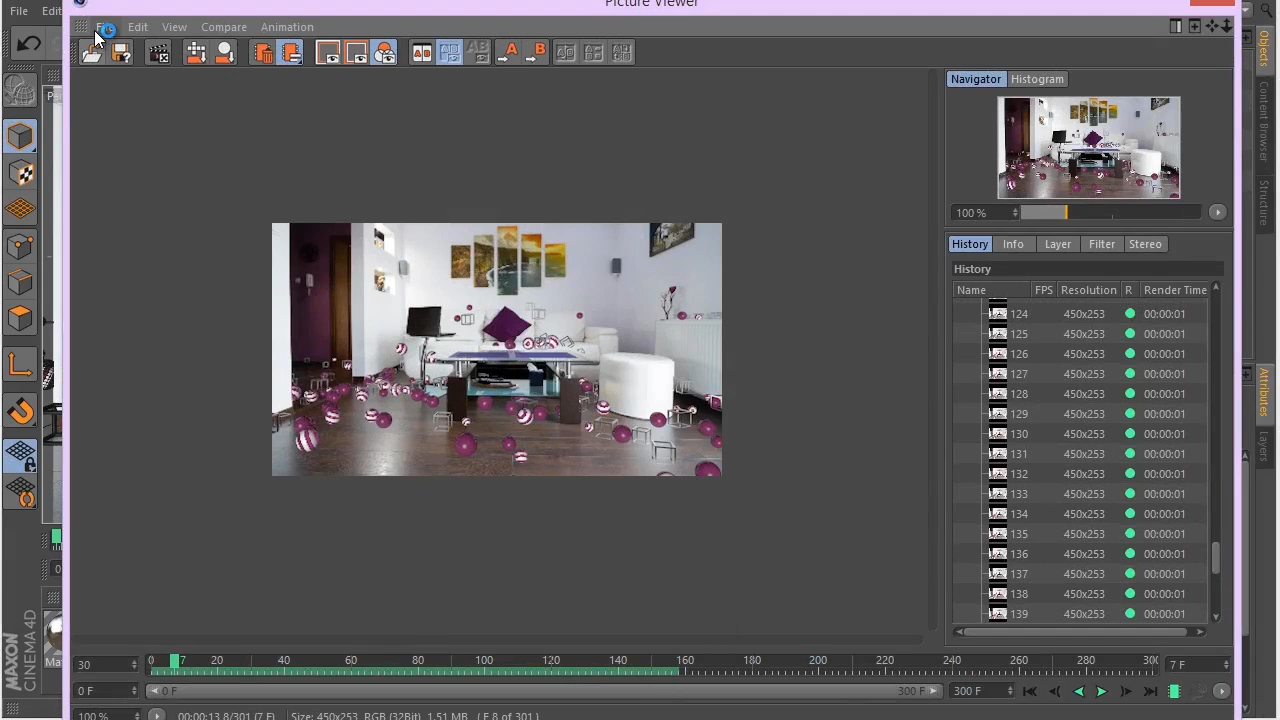 Picture Viewer
File Edit
Edit View Compare Animation
A B
Navigator Histogram
100 %
History Info Layer Filter Stereo
History
Name FPS Resolution R Render Time
124 450x253 00:00:01
125 450x253 00:00:01
126 450x253 00:00:01
127 450x253 00:00:01
128 450x253 00:00:01
129 450x253 00:00:01
130 450x253 00:00:01
131 450x253 00:00:01
132 450x253 00:00:01
133 450x253 00:00:01
134 450x253 00:00:01
135 450x253 00:00:01
136 450x253 00:00:01
137 450x253 00:00:01
138 450x253 00:00:01
139 450x253 00:00:01
Objects
Content Browser
Structure
Attributes
Layers
MAXON
CINEMA 4D
30 0 7 20 40 60 80 100 120 140 160 180 200 220 240 260 280 300 7 F
0 F 0 F 300 F 300 F
100 % 00:00:13.8/301 (7 F) Size: 450x253, RGB (32Bit), 1.51 MB, ( F 8 of 301 )